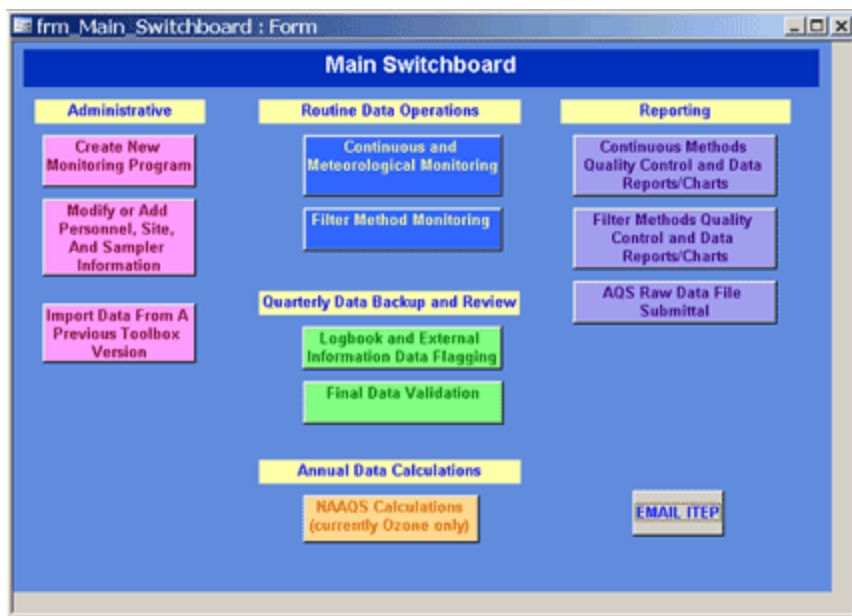 frm_Main_Switchboard : Form
Main Switchboard
Administrative
Create New
Monitoring Program
Modify or Add
Personnel, Site,
And Sampler
Information
Import Data From A
Previous Toolbox
Version
Routine Data Operations
Continuous and
Meteorological Monitoring
Filter Method Monitoring
Quarterly Data Backup and Review
Logbook and External
Information Data Flagging
Final Data Validation
Annual Data Calculations
NAAQS Calculations
(currently Ozone only)
Reporting
Continuous Methods
Quality Control and Data
Reports/Charts
Filter Methods Quality
Control and Data
Reports/Charts
AQS Raw Data File
Submittal
EMAIL ITEP